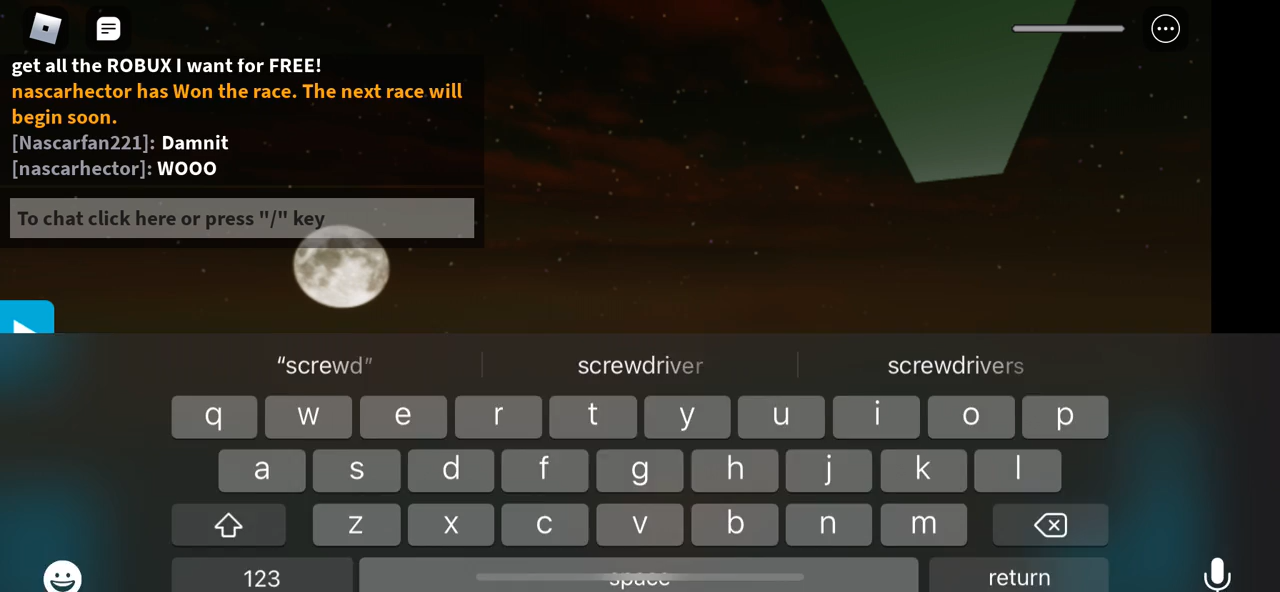 get all the ROBUX I want for FREE!
nascarhector has Won the race. The next race will
begin soon.
[Nascarfan221]: Damnit
[nascarhector]: WOOO
To chat click here or press "/" key
“screwd” screwdriver screwdrivers
q w e r t y u i o p
a s d f g h j k l
z x c v b n m
123 space return